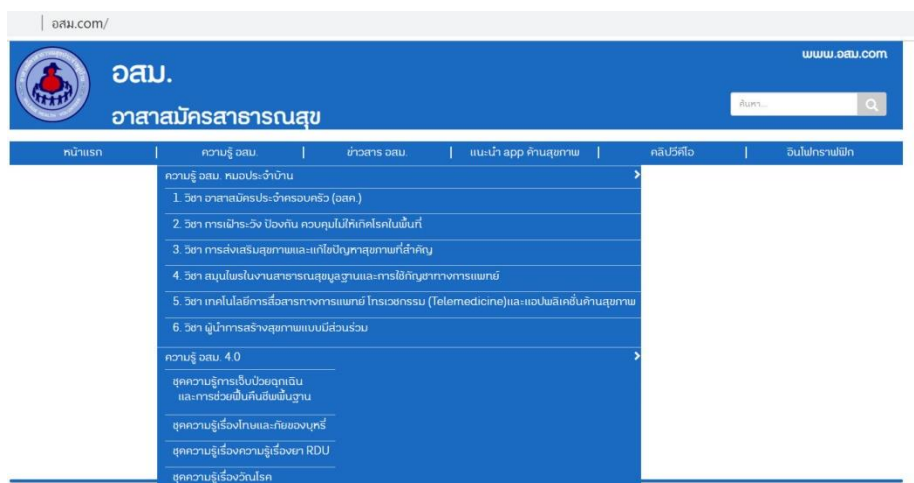 อสม.com/
www.อสม.com
อสม.
อาสาสมัครสาธารณสุข
ค้นหา...
หน้าแรก | ความรู้ อสม. | ข่าวสาร อสม. | แนะนำ app ด้านสุขภาพ | คลิปวีดีโอ | อินโฟกราฟฟิก
ความรู้ อสม. หมอประจำบ้าน
1. วิชา อาสาสมัครประจำครอบครัว (อสค.)
2. วิชา การเฝ้าระวัง ป้องกัน ควบคุมไม่ให้เกิดโรคในพื้นที่
3. วิชา การส่งเสริมสุขภาพและแก้ไขปัญหาสุขภาพที่สำคัญ
4. วิชา สมุนไพรในงานสาธารณสุขมูลฐานและการใช้กัญชาทางการแพทย์
5. วิชา เทคโนโลยีการสื่อสารทางการแพทย์ โทรเวชกรรม (Telemedicine)และแอปพลิเคชั่นด้านสุขภาพ
6. วิชา ผู้นำการสร้างสุขภาพแบบมีส่วนร่วม
ความรู้ อสม. 4.0
ชุดความรู้การเจ็บป่วยฉุกเฉิน
และการช่วยฟื้นคืนชีพพื้นฐาน
ชุดความรู้เรื่องโทษและภัยของบุหรี่
ชุดความรู้เรื่องความรู้เรื่องยา RDU
ชุดความรู้เรื่องวัณโรค